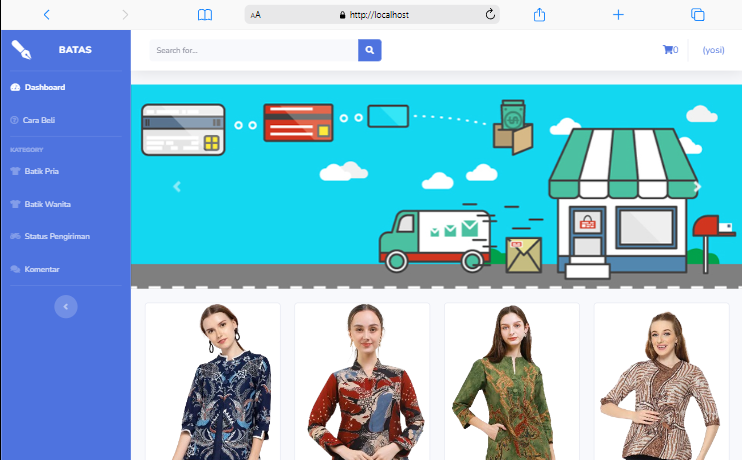 AA http://localhost
BATAS
Search for...
0
(yosi)
Dashboard
Cara Beli
KATEGORY
Batik Pria
Batik Wanita
Status Pengiriman
Komentar